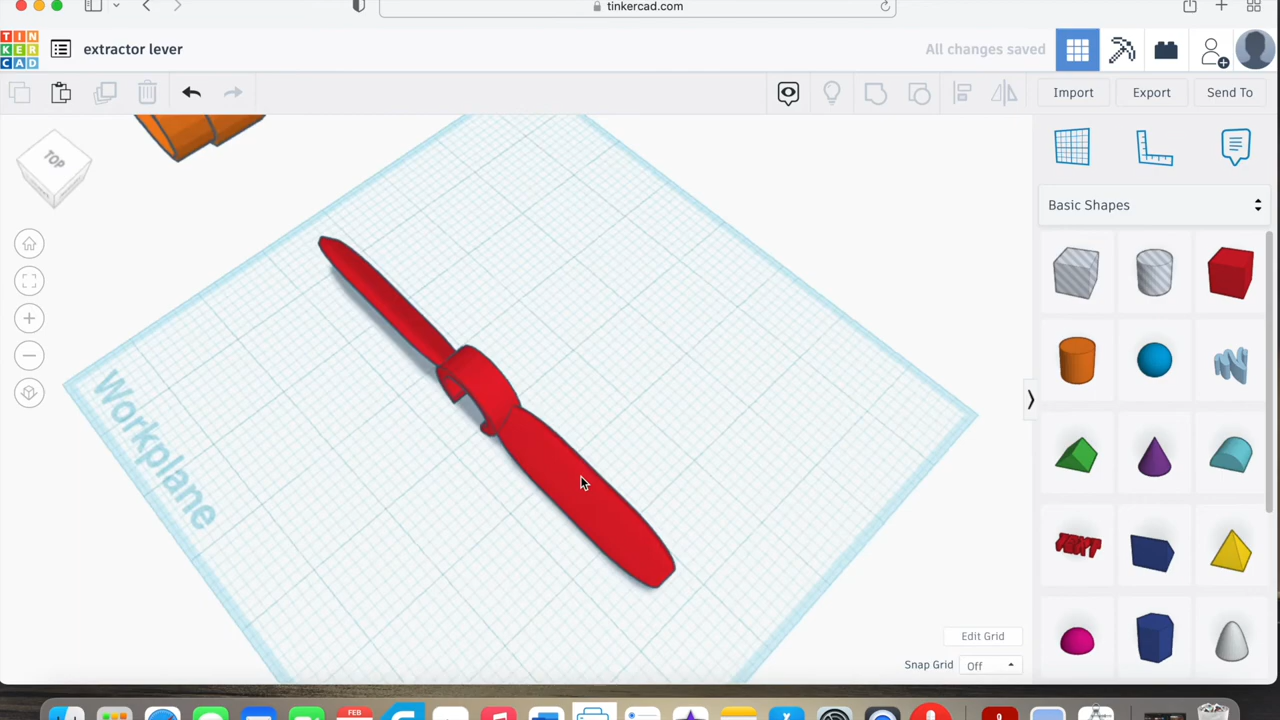 tinkercad.com
TIN
KER
CAD
extractor lever
All changes saved
Import
Export
Send To
TOP
Basic Shapes
Workplane
TEXT
Edit Grid
Snap Grid
Off
FEB